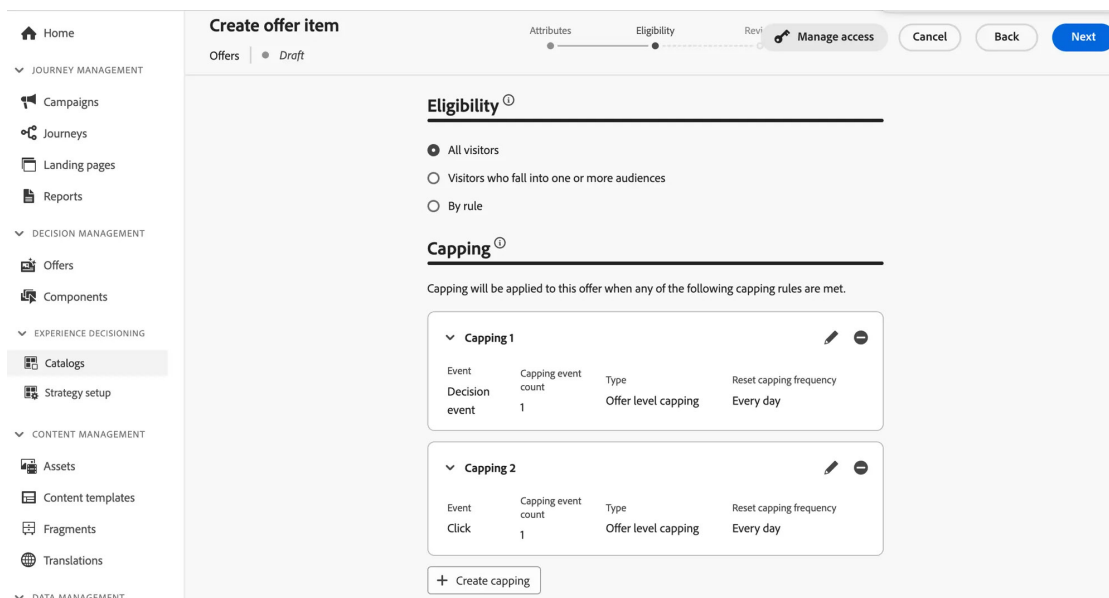 Home
JOURNEY MANAGEMENT
Campaigns
Journeys
Landing pages
Reports
DECISION MANAGEMENT
Offers
Components
EXPERIENCE DECISIONING
Catalogs
Strategy setup
CONTENT MANAGEMENT
Assets
Content templates
Fragments
Translations
DATA MANAGEMENT
Create offer item
Offers
Draft
Attributes
Eligibility
Manage access
Cancel
Back
Next
Eligibility
All visitors
Visitors who fall into one or more audiences
By rule
Capping
Capping will be applied to this offer when any of the following capping rules are met.
Capping 1
Event
Decision
event
Capping event
count
1
Type
Offer level capping
Reset capping frequency
Every day
Capping 2
Event
Click
Capping event
count
1
Type
Offer level capping
Reset capping frequency
Every day
+ Create capping